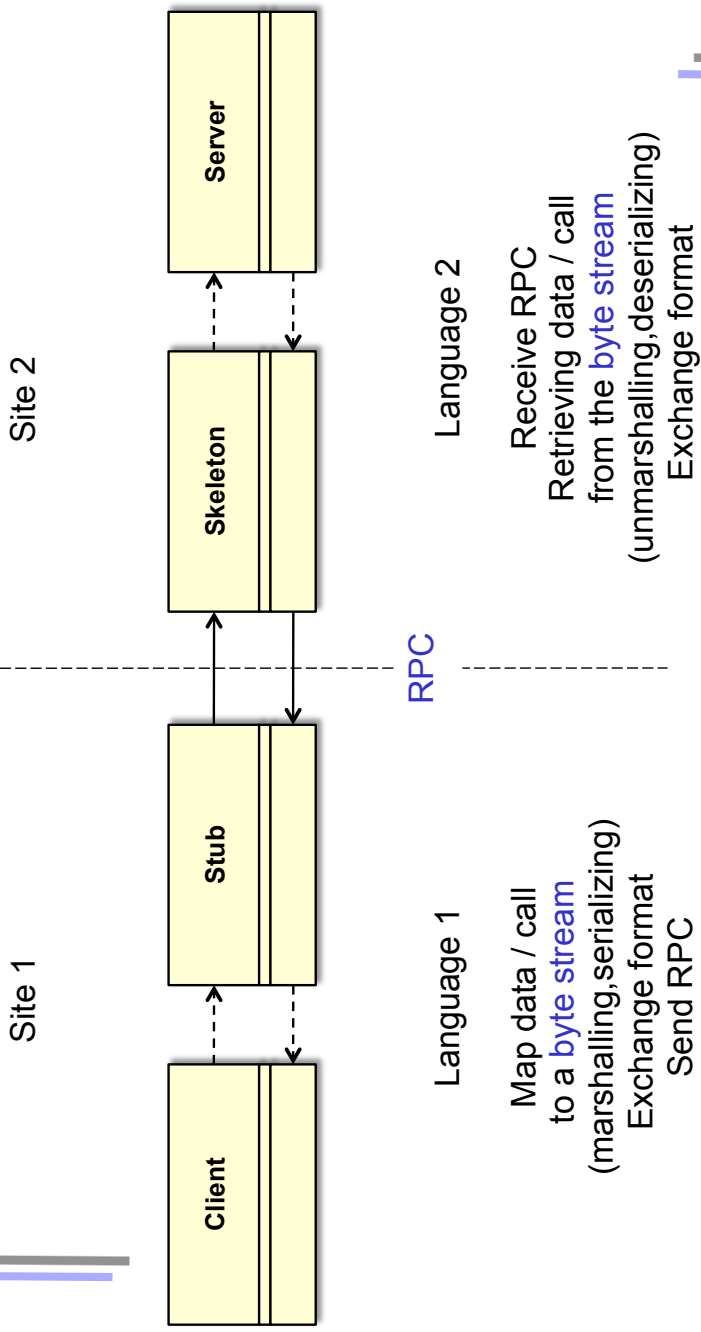 Site 1
Site 2
Client
Stub
Skeleton
Server
RPC
Language 1
Map data / call
to a byte stream
(marshalling,serializing)
Exchange format
Send RPC
Language 2
Receive RPC
Retrieving data / call
from the byte stream
(unmarshalling,deserializing)
Exchange format